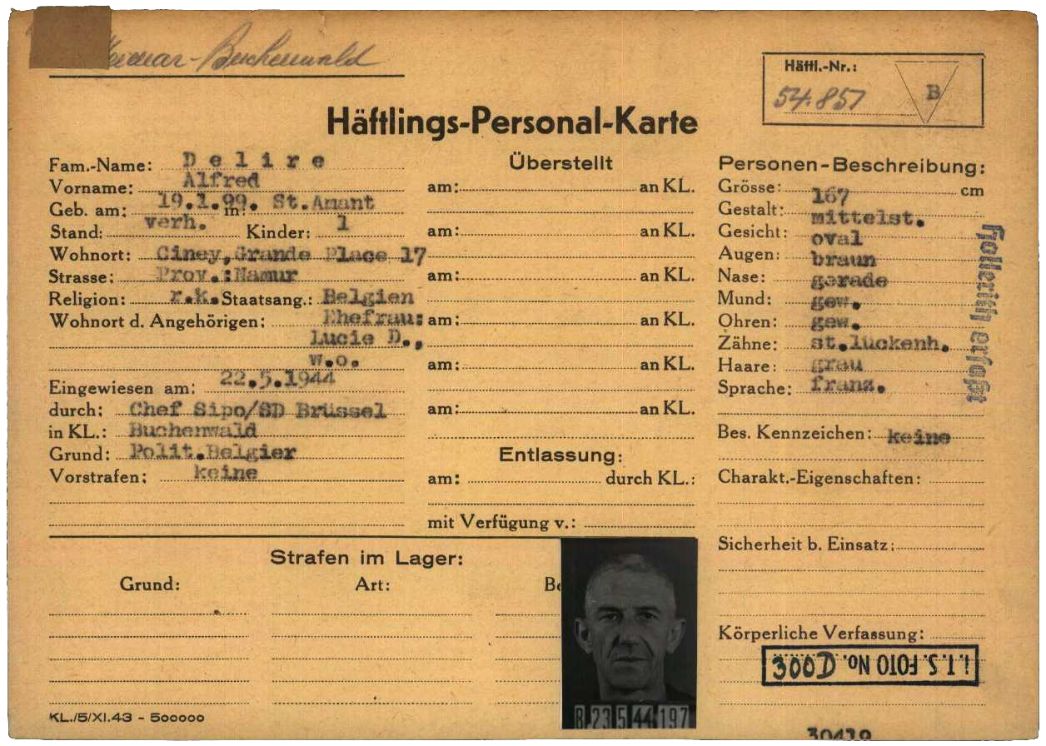 Weimar-Buchenwald
Häftl.-Nr.:
54.857
B
Häftlings-Personal-Karte
Fam.-Name: Delire
Vorname: Alfred
Geb. am: 19.1.99. in: St.Amant
Stand: verh. Kinder: 1
Wohnort: Ciney,Grande Place 17
Strasse: Prov.:Namur
Religion: r.k. Staatsang.: Belgien
Wohnort d. Angehörigen: Ehefrau:
Lucie D.,
w.o.
Eingewiesen am: 22.5.1944
durch: Chef Sipo/SD Brüssel
in KL.: Buchenwald
Grund: Polit.Belgier
Vorstrafen: keine
Überstellt
am: an KL.
am: an KL.
am: an KL.
am: an KL.
am: an KL.
am: an KL.
Entlassung:
am: durch KL.:
mit Verfügung v.:
Personen-Beschreibung:
Grösse: 167 cm
Gestalt: mittelst.
Gesicht: oval
Augen: braun
Nase: gerade
Mund: gew.
Ohren: gew.
Zähne: st.lückenh.
Haare: grau
Sprache: franz.
Bes. Kennzeichen: keine
Charakt.-Eigenschaften:
Sicherheit b. Einsatz:
Körperliche Verfassung:
Hollerith erfaßt
Strafen im Lager:
Grund: Art: Be
B 23 5 44 197
I.T.S. FOTO No. 300D
KL./5/XI.43 - 500000
30419